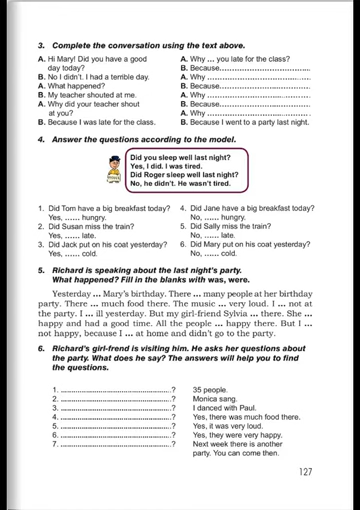 3. Complete the conversation using the text above.
A. Hi Mary! Did you have a good
day today?
B. No I didn't. I had a terrible day.
A. What happened?
B. My teacher shouted at me.
A. Why did your teacher shout
at you?
B. Because I was late for the class.
A. Why ... you late for the class?
B. Because....................................
A. Why ........................................
B. Because....................................
A. Why ........................................
B. Because....................................
A. Why ........................................
B. Because I went to a party last night.
4. Answer the questions according to the model.
Did you sleep well last night?
Yes, I did. I was tired.
Did Roger sleep well last night?
No, he didn't. He wasn't tired.
1. Did Tom have a big breakfast today?
Yes, ...... hungry.
2. Did Susan miss the train?
Yes, ...... late.
3. Did Jack put on his coat yesterday?
Yes, ...... cold.
4. Did Jane have a big breakfast today?
No, ...... hungry.
5. Did Sally miss the train?
No, ...... late.
6. Did Mary put on his coat yesterday?
No, ...... cold.
5. Richard is speaking about the last night's party.
What happened? Fill in the blanks with was, were.
Yesterday ... Mary's birthday. There ... many people at her birthday
party. There ... much food there. The music ... very loud. I ... not at
the party. I ... ill yesterday. But my girl-friend Sylvia ... there. She ...
happy and had a good time. All the people ... happy there. But I ...
not happy, because I ... at home and didn't go to the party.
6. Richard's girl-frend is visiting him. He asks her questions about
the party. What does he say? The answers will help you to find
the questions.
1. ............................................? 35 people.
2. ............................................? Monica sang.
3. ............................................? I danced with Paul.
4. ............................................? Yes, there was much food there.
5. ............................................? Yes, it was very loud.
6. ............................................? Yes, they were very happy.
7. ............................................? Next week there is another
party. You can come then.
127